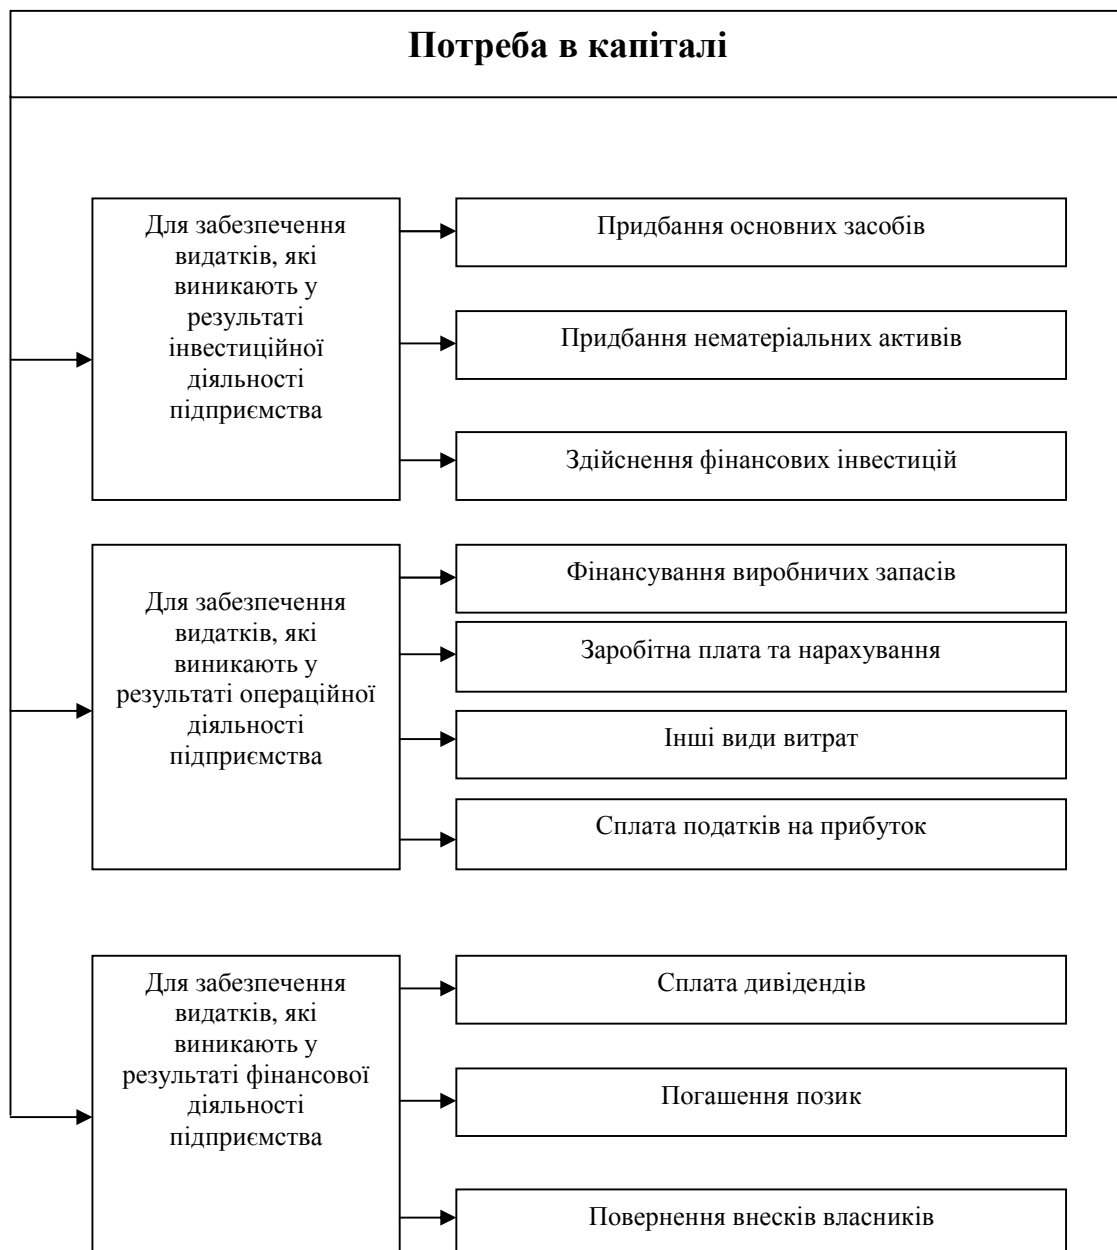 Потреба в капіталі
Для забезпечення
видатків, які
виникають у
результаті
інвестиційної
діяльності
підприємства
Придбання основних засобів
Придбання нематеріальних активів
Здійснення фінансових інвестицій
Для забезпечення
видатків, які
виникають у
результаті операційної
діяльності
підприємства
Фінансування виробничих запасів
Заробітна плата та нарахування
Інші види витрат
Сплата податків на прибуток
Для забезпечення
видатків, які
виникають у
результаті фінансової
діяльності
підприємства
Сплата дивідендів
Погашення позик
Повернення внесків власників